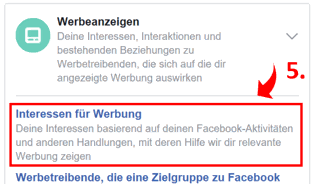 Werbeanzeigen
Deine Interessen, Interaktionen und
bestehenden Beziehungen zu
Werbetreibenden, die sich auf die dir
angezeigte Werbung auswirken
5.
Interessen für Werbung
Deine Interessen basierend auf deinen Facebook-Aktivitäten
und anderen Handlungen, mit deren Hilfe wir dir relevante
Werbung zeigen
Werbetreibende, die eine Zielgruppe zu Facebook